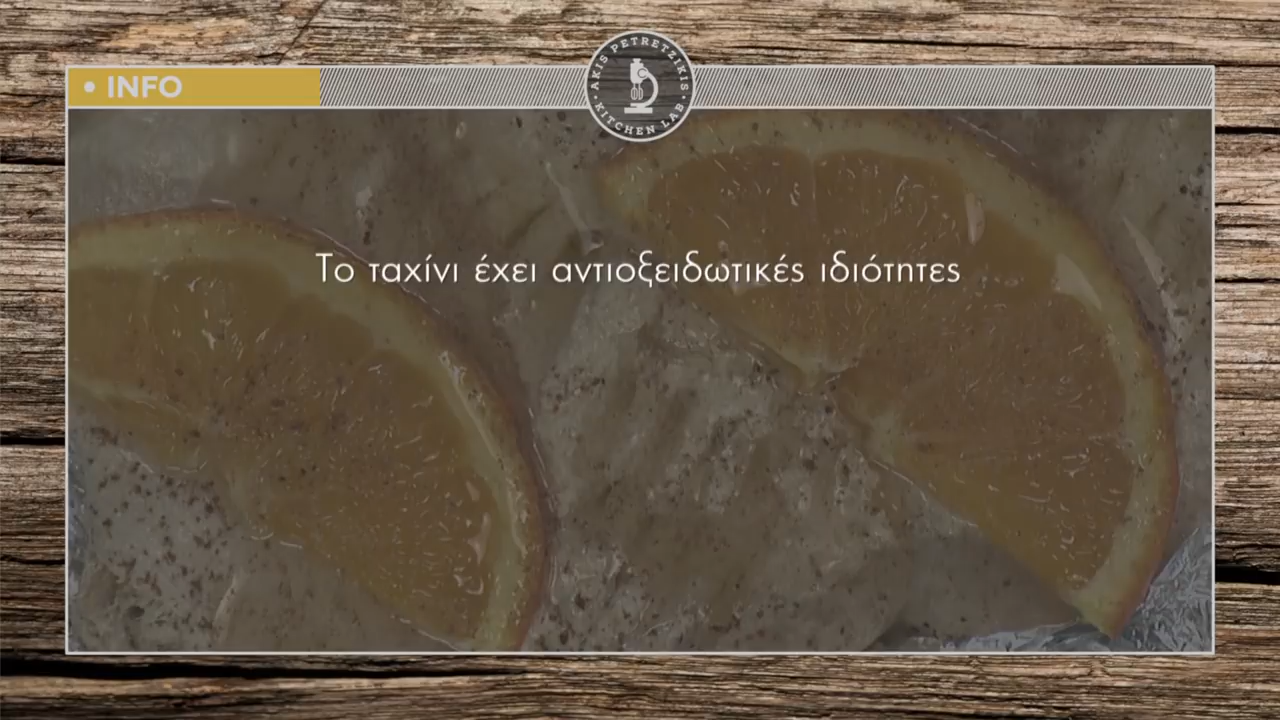 • INFO
AKIS PETRETZIKIS
• KITCHEN LAB •
Το ταχίνι έχει αντιοξειδωτικές ιδιότητες